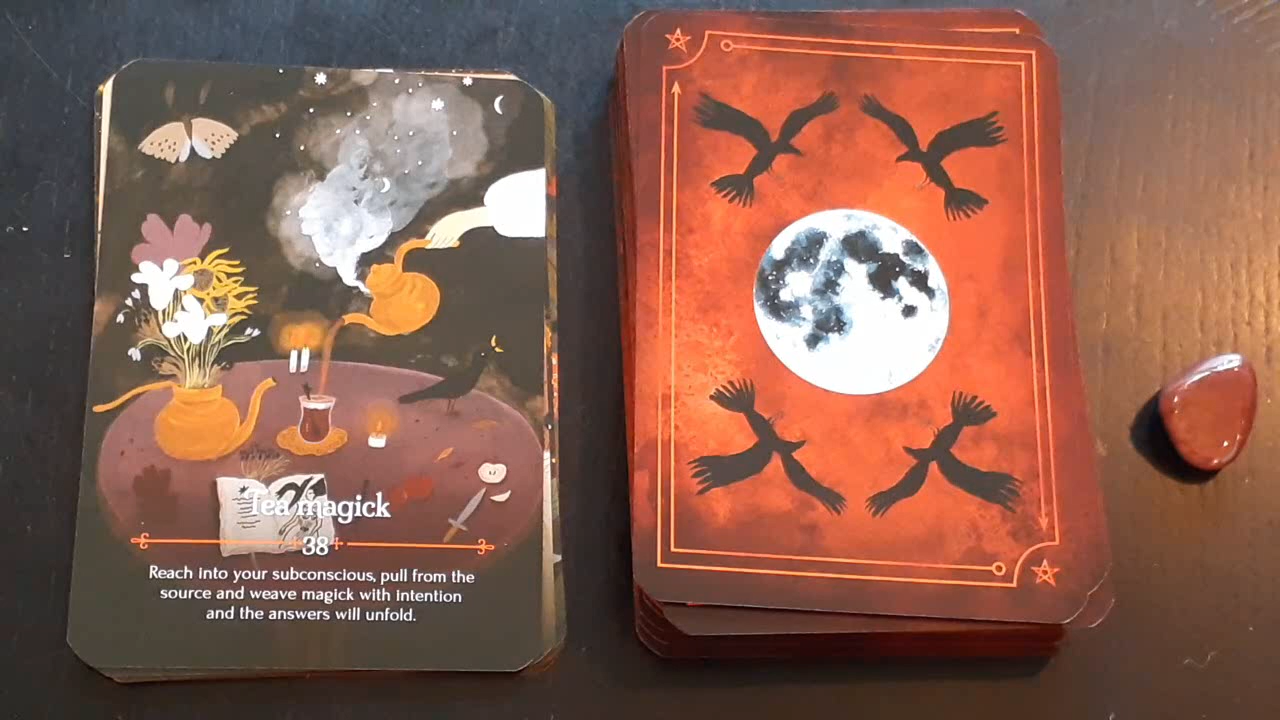 Tea magick
38
Reach into your subconscious, pull from the
source and weave magick with intention
and the answers will unfold.